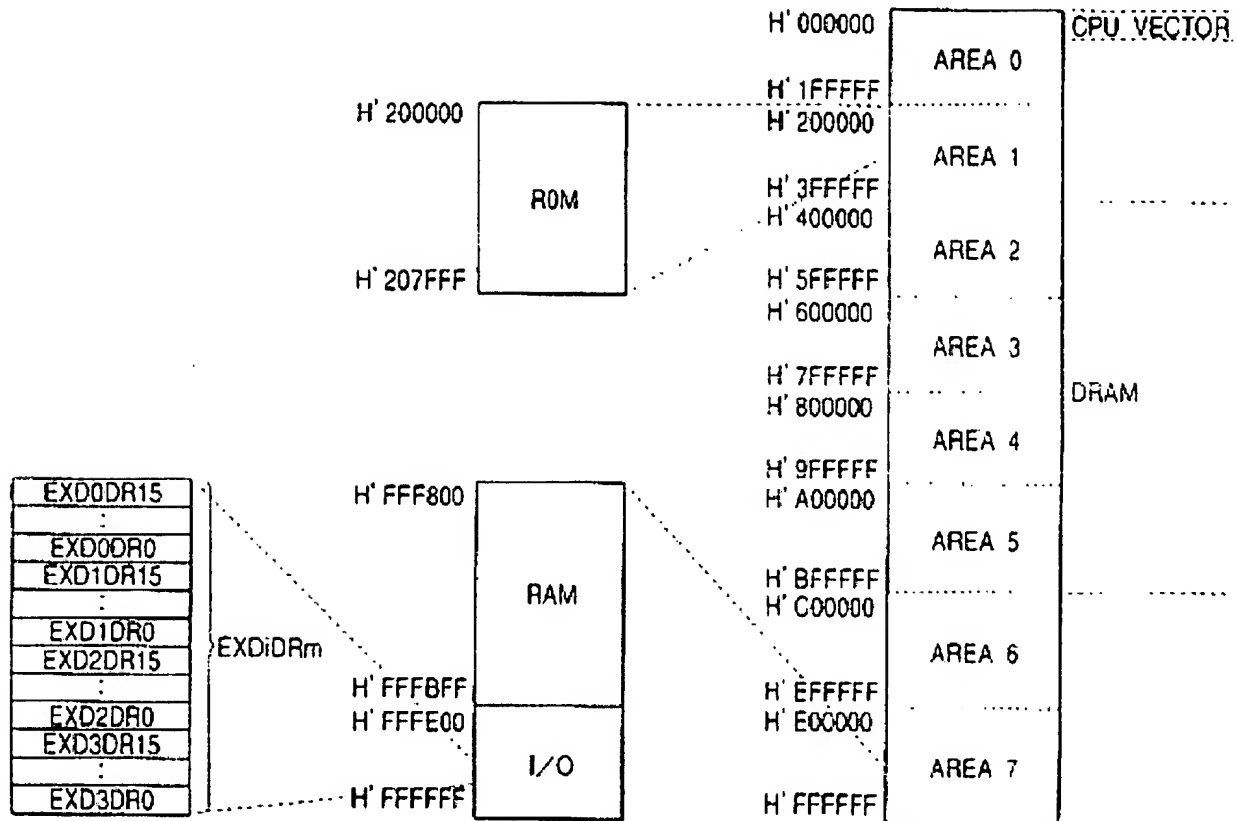 H' 000000
CPU VECTOR
AREA 0
H' 1FFFFF
H' 200000
H' 200000
AREA 1
ROM
H' 3FFFFF
H' 400000
AREA 2
H' 207FFF
H' 5FFFFF
H' 600000
AREA 3
H' 7FFFFF
DRAM
H' 800000
AREA 4
H' 9FFFFF
EXD0DR15
H' FFF800
H' A00000
:
EXD0DR0
AREA 5
EXD1DR15
H' BFFFFF
:
RAM
H' C00000
EXD1DR0
EXDiDRm
EXD2DR15
AREA 6
:
H' FFFBFF
H' EFFFFF
EXD2DR0
H' FFFE00
H' E00000
EXD3DR15
:
I/O
AREA 7
EXD3DR0
H' FFFFFF
H' FFFFFF